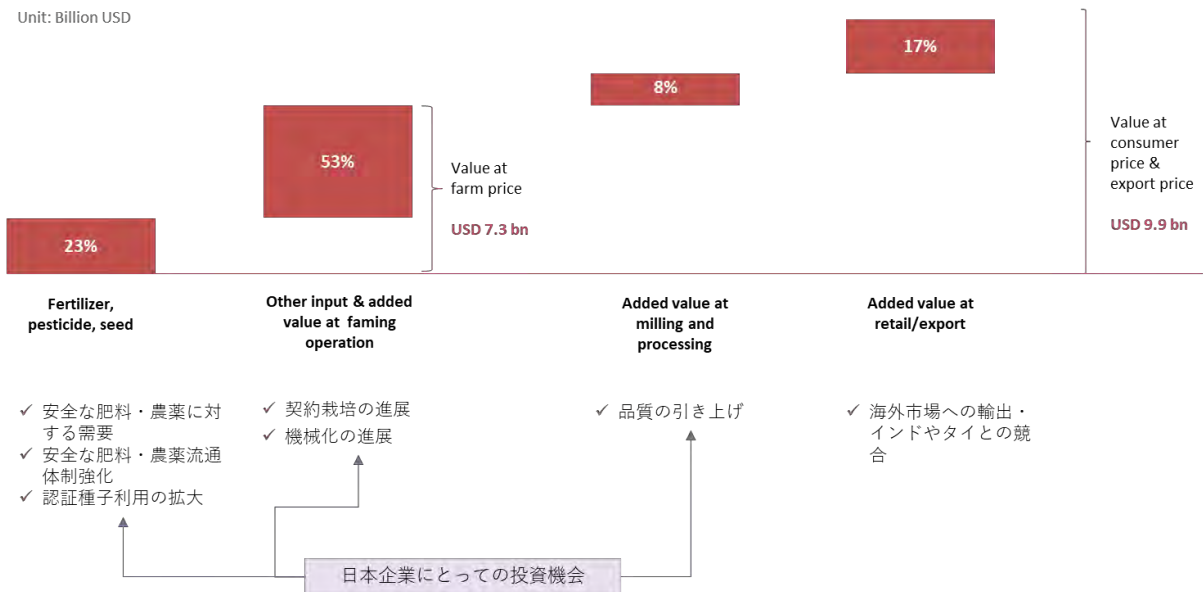 Unit: Billion USD
17%
8%
53%
23%
Value at
farm price
USD 7.3 bn
Value at
consumer
price &
export price
USD 9.9 bn
Fertilizer,
pesticide, seed
Other input & added
value at faming
operation
Added value at
milling and
processing
Added value at
retail/export
✓ 安全な肥料・農薬に対
する需要
✓ 安全な肥料・農薬流通
体制強化
✓ 認証種子利用の拡大
✓ 契約栽培の進展
✓ 機械化の進展
✓ 品質の引き上げ
✓ 海外市場への輸出・
インドやタイとの競
合
日本企業にとっての投資機会